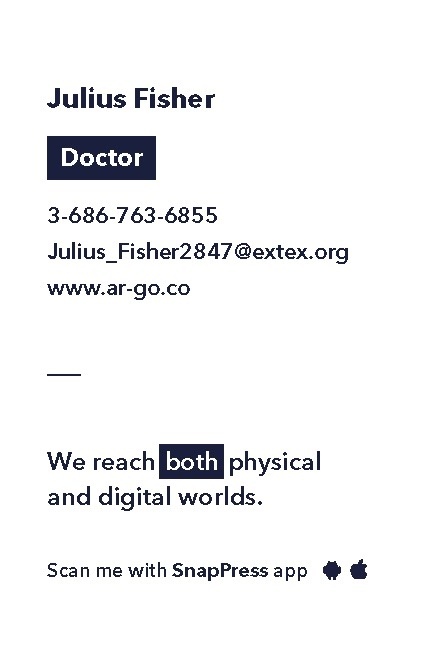 Julius Fisher
Doctor
3-686-763-6855
Julius_Fisher2847@extex.org
www.ar-go.co
We reach both physical
and digital worlds.
Scan me with SnapPress app